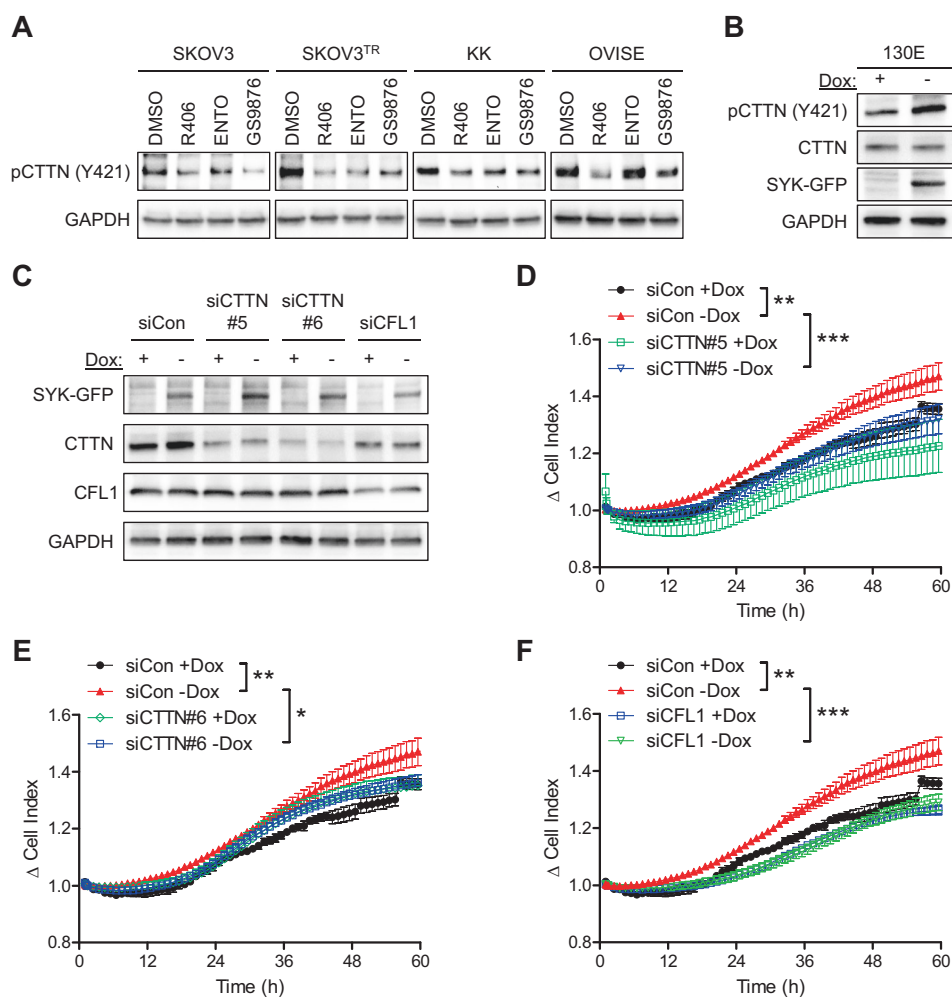 A
SKOV3 SKOV3TR KK OVISE
DMSO R406 ENTO GS9876 DMSO R406 ENTO GS9876 DMSO R406 ENTO GS9876 DMSO R406 ENTO GS9876
pCTTN (Y421)
GAPDH
B
130E
Dox: + -
pCTTN (Y421)
CTTN
SYK-GFP
GAPDH
C
siCon siCTTN #5 siCTTN #6 siCFL1
Dox: + - + - + - + -
SYK-GFP
CTTN
CFL1
GAPDH
D
siCon +Dox
siCon -Dox
siCTTN#5 +Dox
siCTTN#5 -Dox
**
***
Δ Cell Index
1.6
1.4
1.2
1.0
0.8
0 12 24 36 48 60
Time (h)
E
siCon +Dox
siCon -Dox
siCTTN#6 +Dox
siCTTN#6 -Dox
**
*
Δ Cell Index
1.6
1.4
1.2
1.0
0.8
0 12 24 36 48 60
Time (h)
F
siCon +Dox
siCon -Dox
siCFL1 +Dox
siCFL1 -Dox
**
***
Δ Cell Index
1.6
1.4
1.2
1.0
0.8
0 12 24 36 48 60
Time (h)